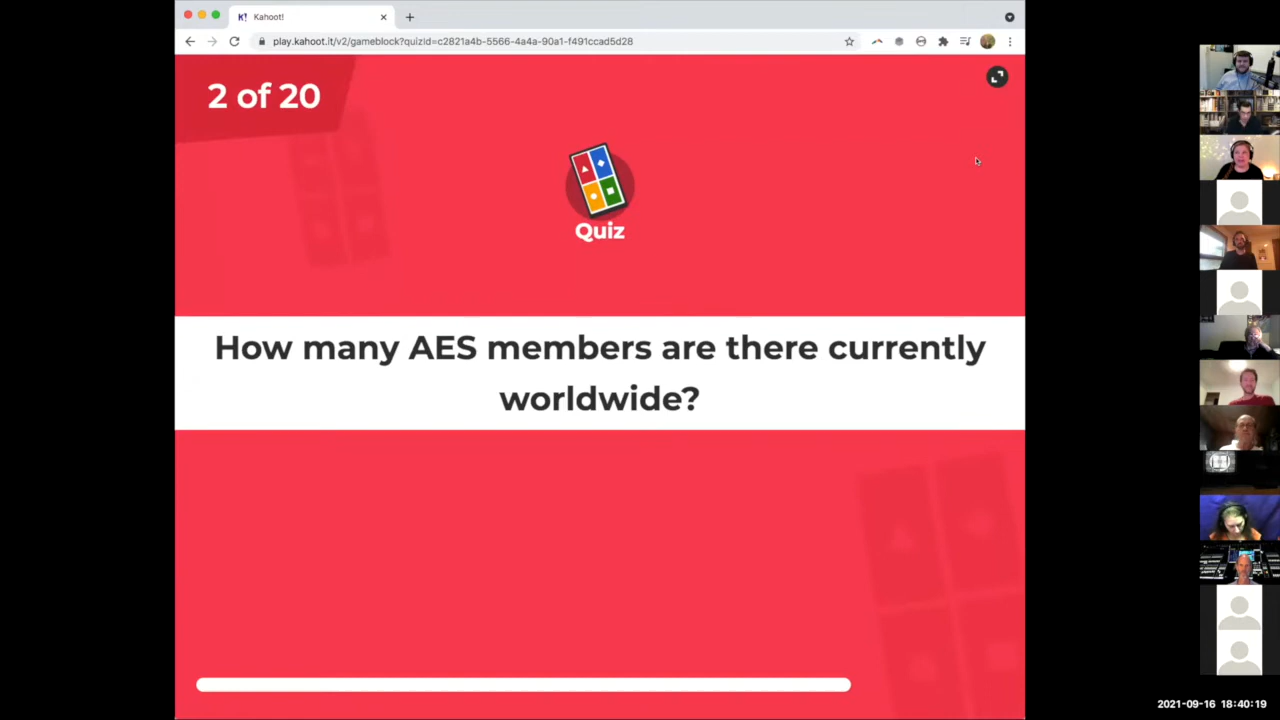 Kahoot!
play.kahoot.it/v2/gameblock?quizId=c2821a4b-5566-4a4a-90a1-f491ccad5d28
2 of 20
Quiz
How many AES members are there currently
worldwide?
2021-09-16 18:40:19